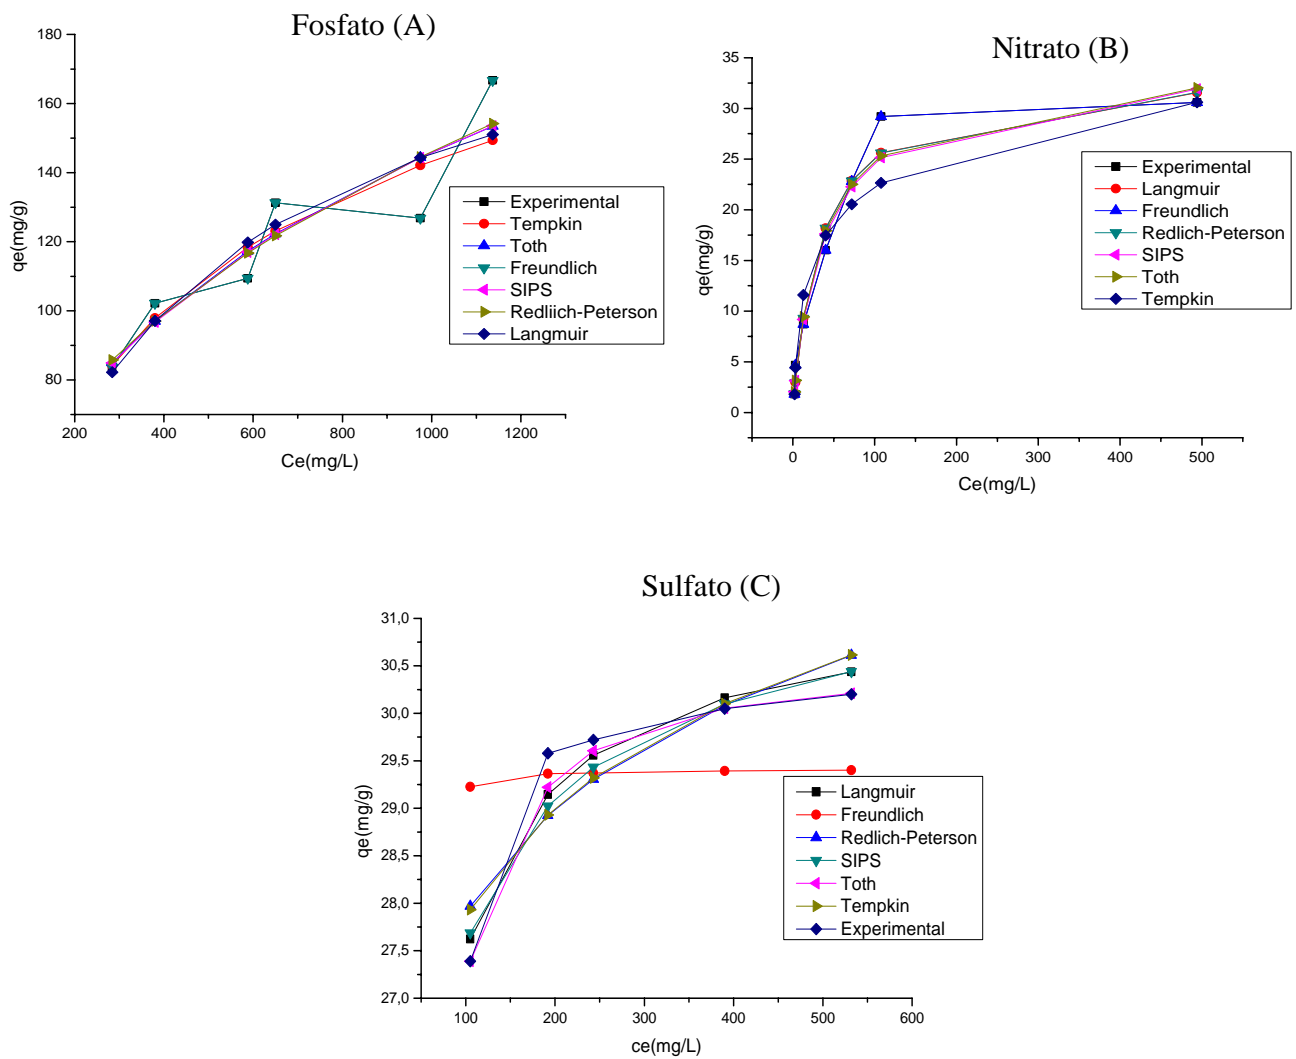 Fosfato (A)
180
160
140
120
100
80
200
400
600
800
1000
1200
qe(mg/g)
Ce(mg/L)
Experimental
Tempkin
Toth
Freundlich
SIPS
Redliich-Peterson
Langmuir
Nitrato (B)
35
30
25
20
15
10
5
0
0
100
200
300
400
500
qe(mg/g)
Ce(mg/L)
Experimental
Langmuir
Freundlich
Redlich-Peterson
SIPS
Toth
Tempkin
Sulfato (C)
31,0
30,5
30,0
29,5
29,0
28,5
28,0
27,5
27,0
100
200
300
400
500
600
qe(mg/g)
ce(mg/L)
Langmuir
Freundlich
Redlich-Peterson
SIPS
Toth
Tempkin
Experimental